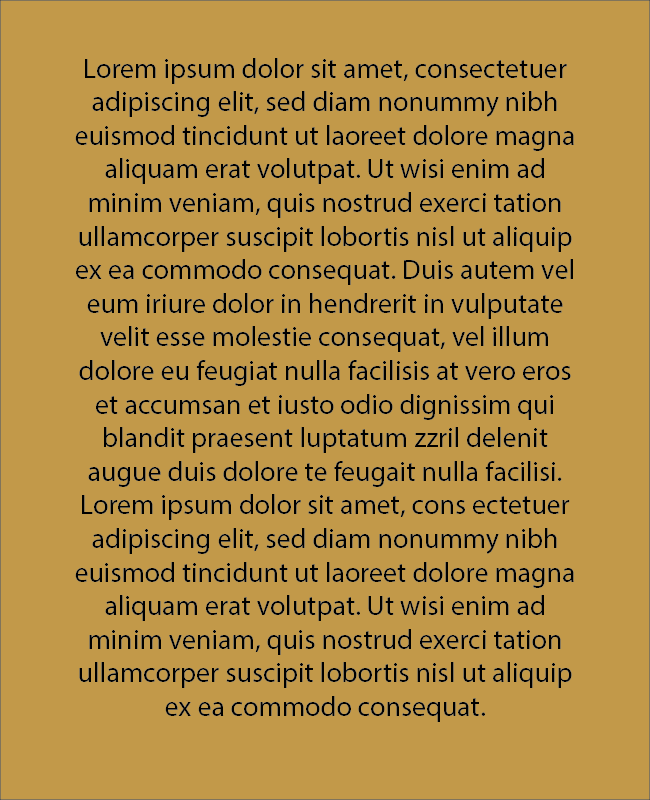 Lorem ipsum dolor sit amet, consectetuer
adipiscing elit, sed diam nonummy nibh
euismod tincidunt ut laoreet dolore magna
aliquam erat volutpat. Ut wisi enim ad
minim veniam, quis nostrud exerci tation
ullamcorper suscipit lobortis nisl ut aliquip
ex ea commodo consequat. Duis autem vel
eum iriure dolor in hendrerit in vulputate
velit esse molestie consequat, vel illum
dolore eu feugiat nulla facilisis at vero eros
et accumsan et iusto odio dignissim qui
blandit praesent luptatum zzril delenit
augue duis dolore te feugait nulla facilisi.
Lorem ipsum dolor sit amet, cons ectetuer
adipiscing elit, sed diam nonummy nibh
euismod tincidunt ut laoreet dolore magna
aliquam erat volutpat. Ut wisi enim ad
minim veniam, quis nostrud exerci tation
ullamcorper suscipit lobortis nisl ut aliquip
ex ea commodo consequat.